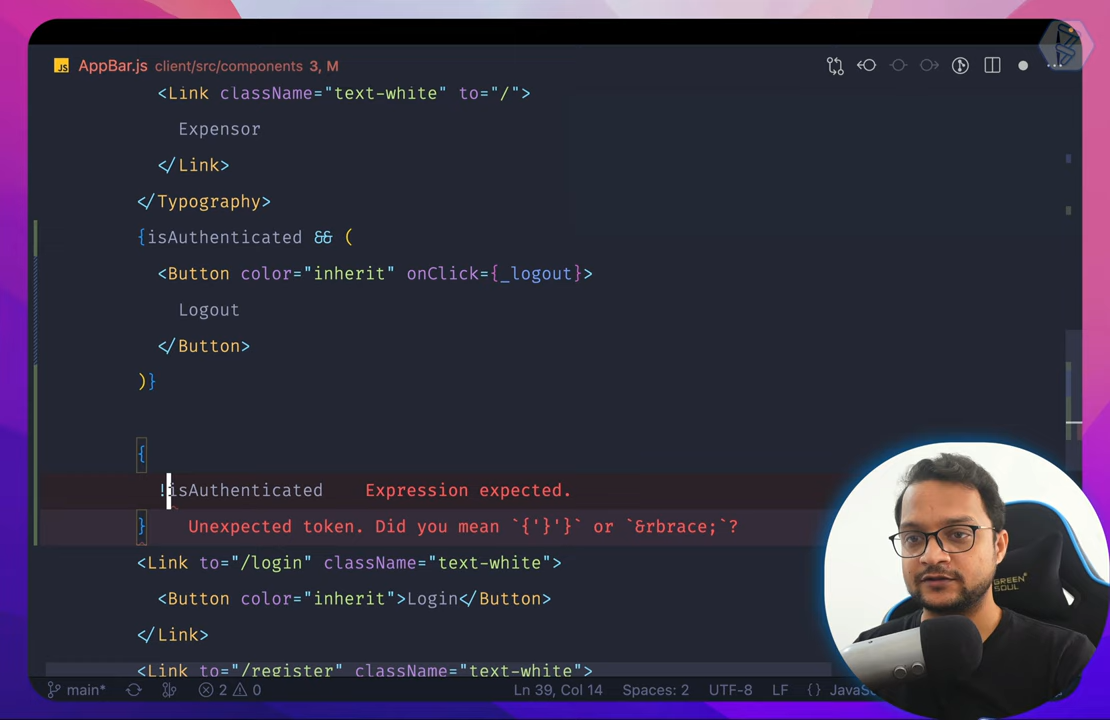 AppBar.js client/src/components 3, M
<Link className="text-white" to="/">
Expensor
</Link>
</Typography>
{isAuthenticated && (
<Button color="inherit" onClick={_logout}>
Logout
</Button>
)}
{
!isAuthenticated Expression expected.
} Unexpected token. Did you mean `{'}'}` or `&rbrace;`?
<Link to="/login" className="text-white">
<Button color="inherit">Login</Button>
</Link>
<Link to="/register" className="text-white">
GREEN SOUL
main* 2 0 Ln 39, Col 14 Spaces: 2 UTF-8 LF {}